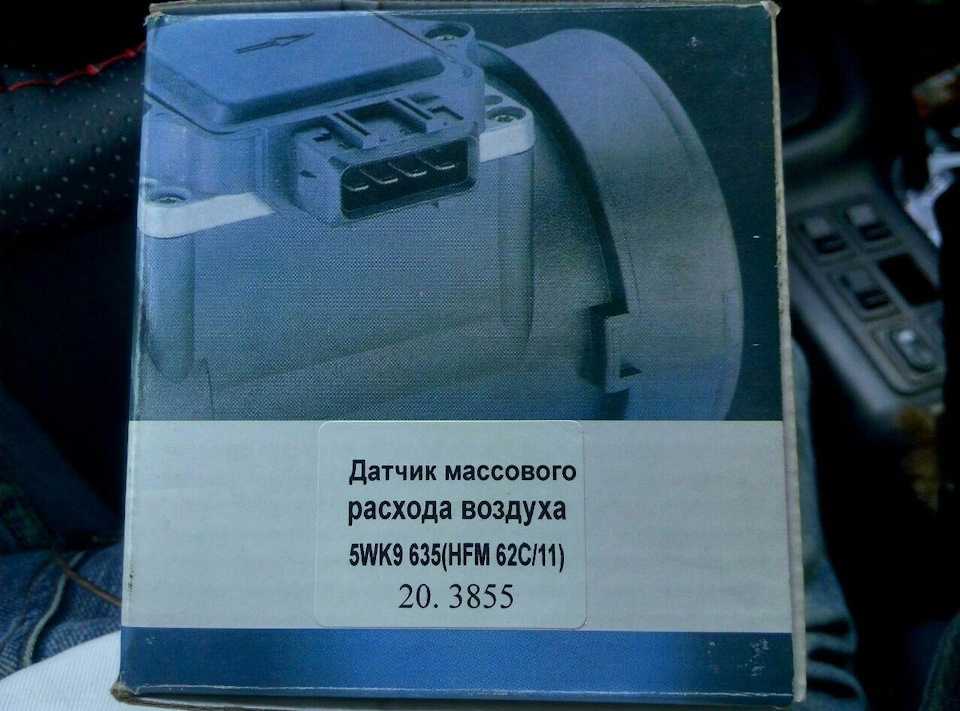 Датчик массового
расхода воздуха
5WK9 635(HFM 62C/11)
20. 3855